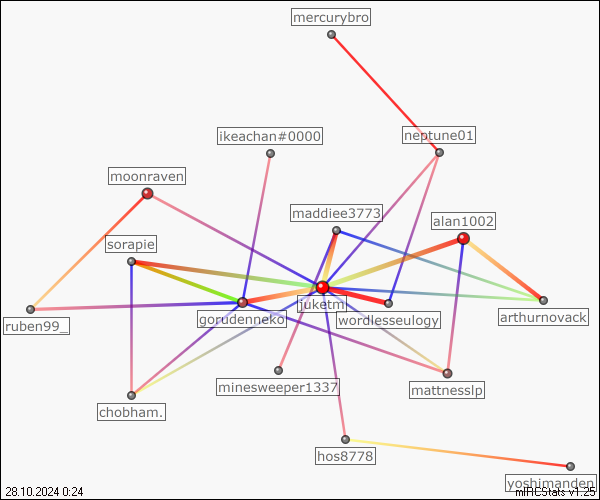 mercurybro
ikeachan#0000
neptune01
moonraven
maddiee3773
alan1002
sorapie
jukatm
gorudenneko
wordlesseulogy
arthurnovack
ruben99_
minesweeper1337
mattnesslp
chobham.
hos8778
yoshimanden
28.10.2024 0:24
mIRCStats v1.25